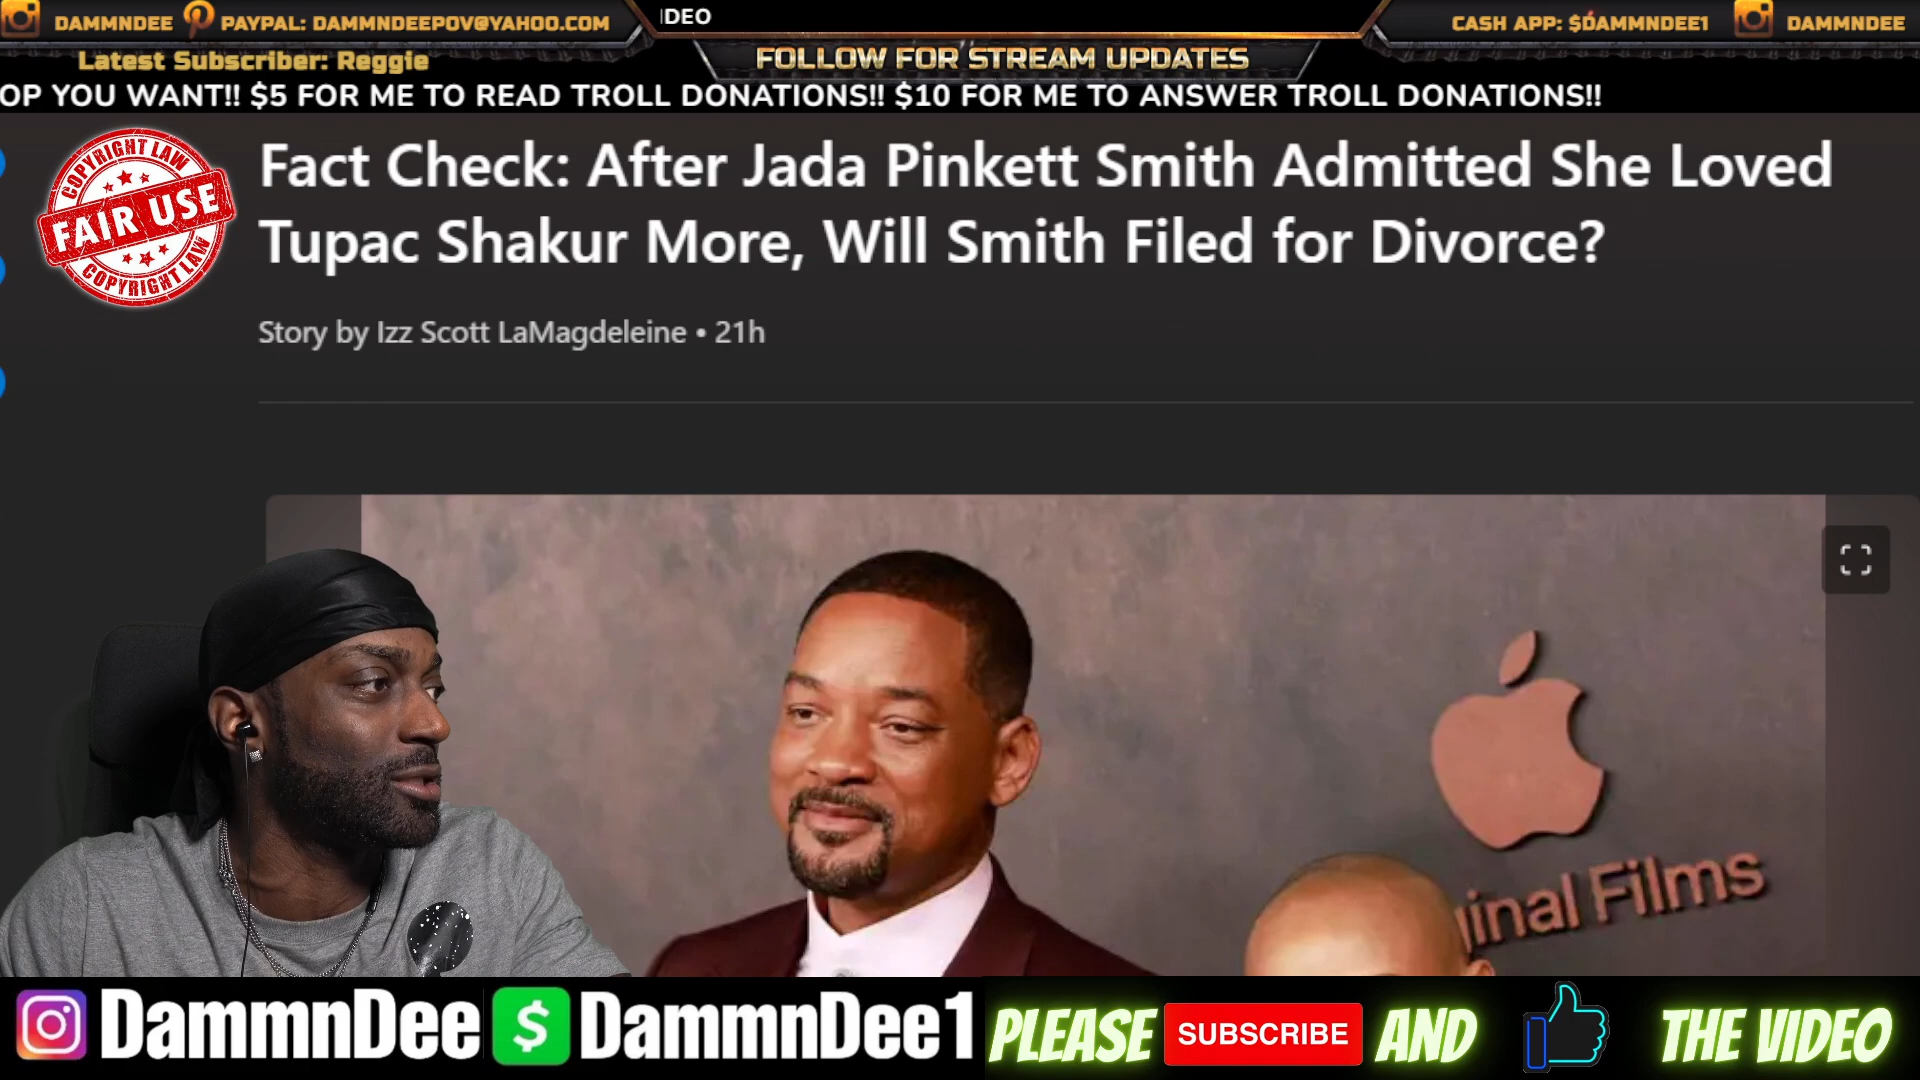 DAMMNDEE
PAYPAL: DAMMNDEEPOV@YAHOO.COM
IDEO
CASH APP: $DAMMNDEE1
DAMMNDEE
Latest Subscriber: Reggie
FOLLOW FOR STREAM UPDATES
OP YOU WANT!! $5 FOR ME TO READ TROLL DONATIONS!! $10 FOR ME TO ANSWER TROLL DONATIONS!!
COPYRIGHT LAW
FAIR USE
COPYRIGHT LAW
Fact Check: After Jada Pinkett Smith Admitted She Loved
Tupac Shakur More, Will Smith Filed for Divorce?
Story by Izz Scott LaMagdeleine • 21h
ginal Films
DammnDee
$
DammnDee1
PLEASE
SUBSCRIBE
AND
THE VIDEO